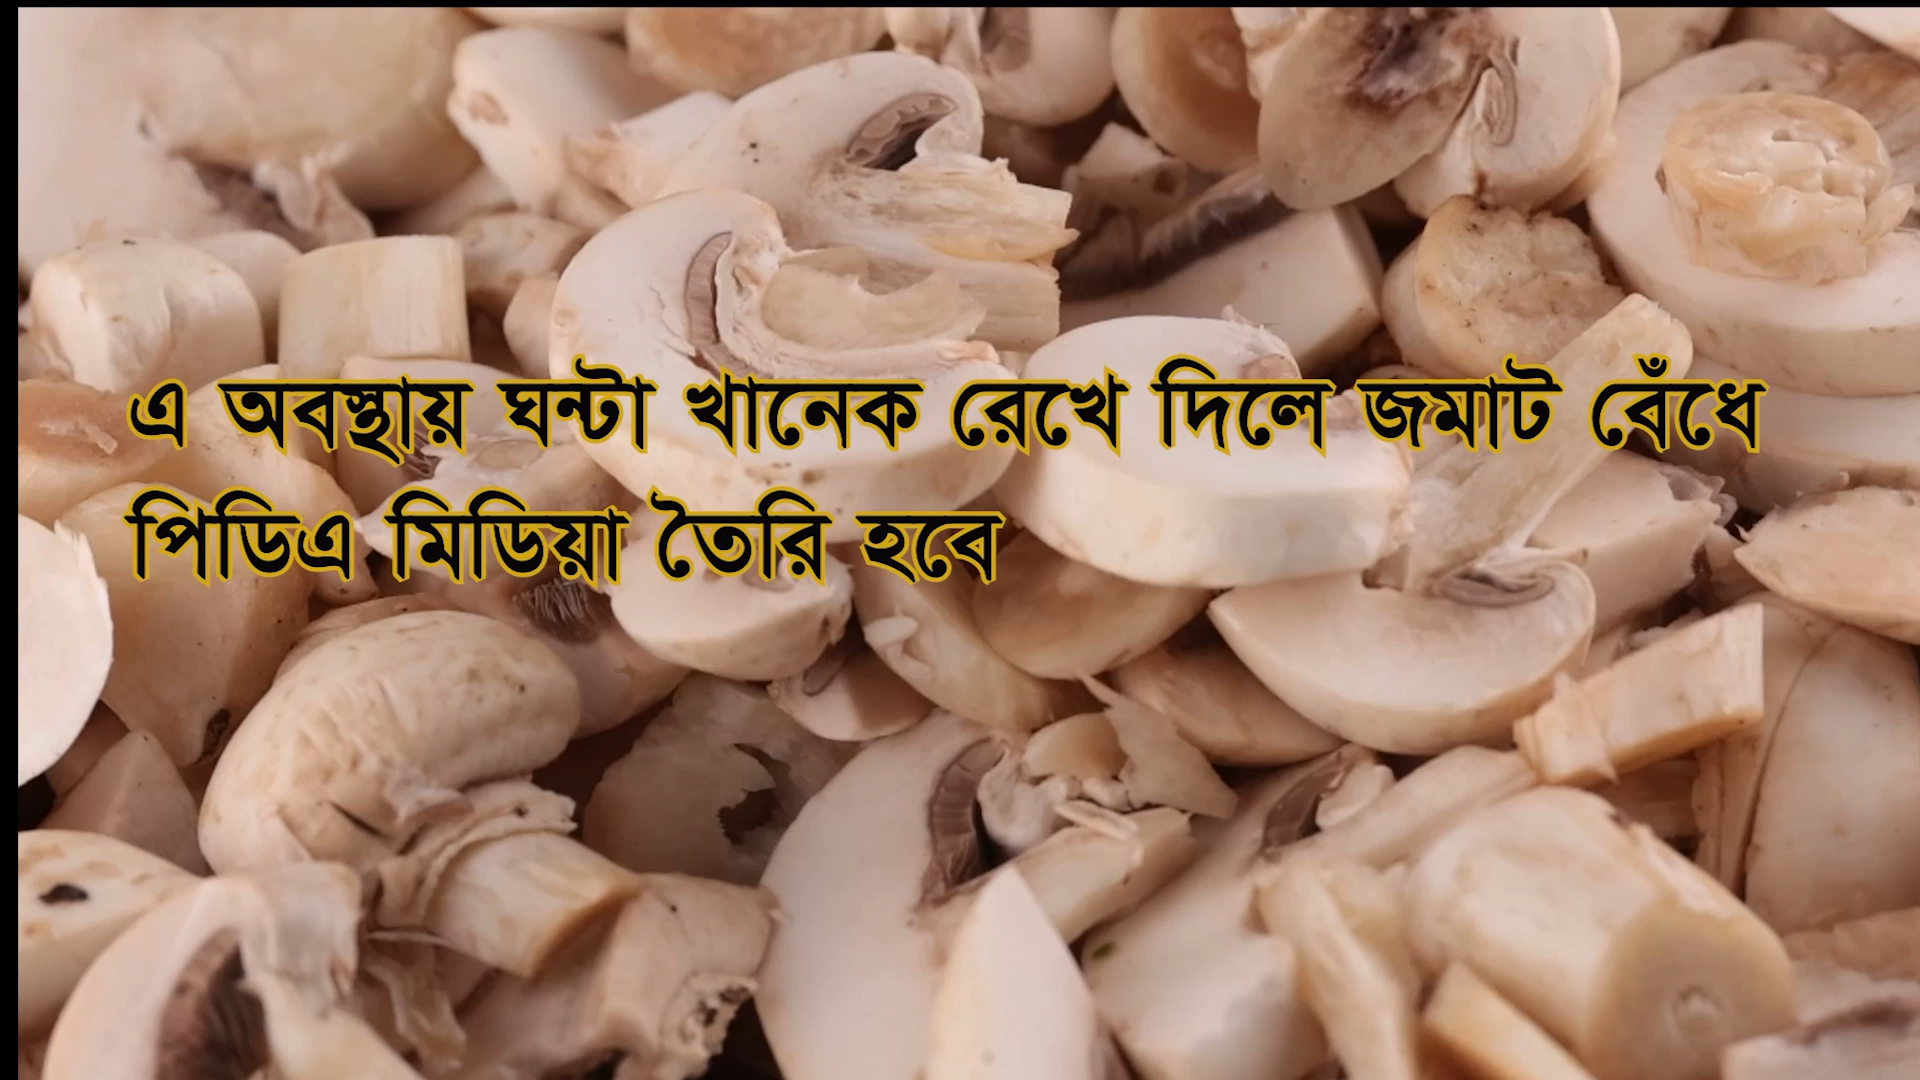 এ অবস্থায় ঘন্টা খানেক রেখে দিলে জমাট বেঁধে
পিডিএ মিডিয়া তৈরি হবে